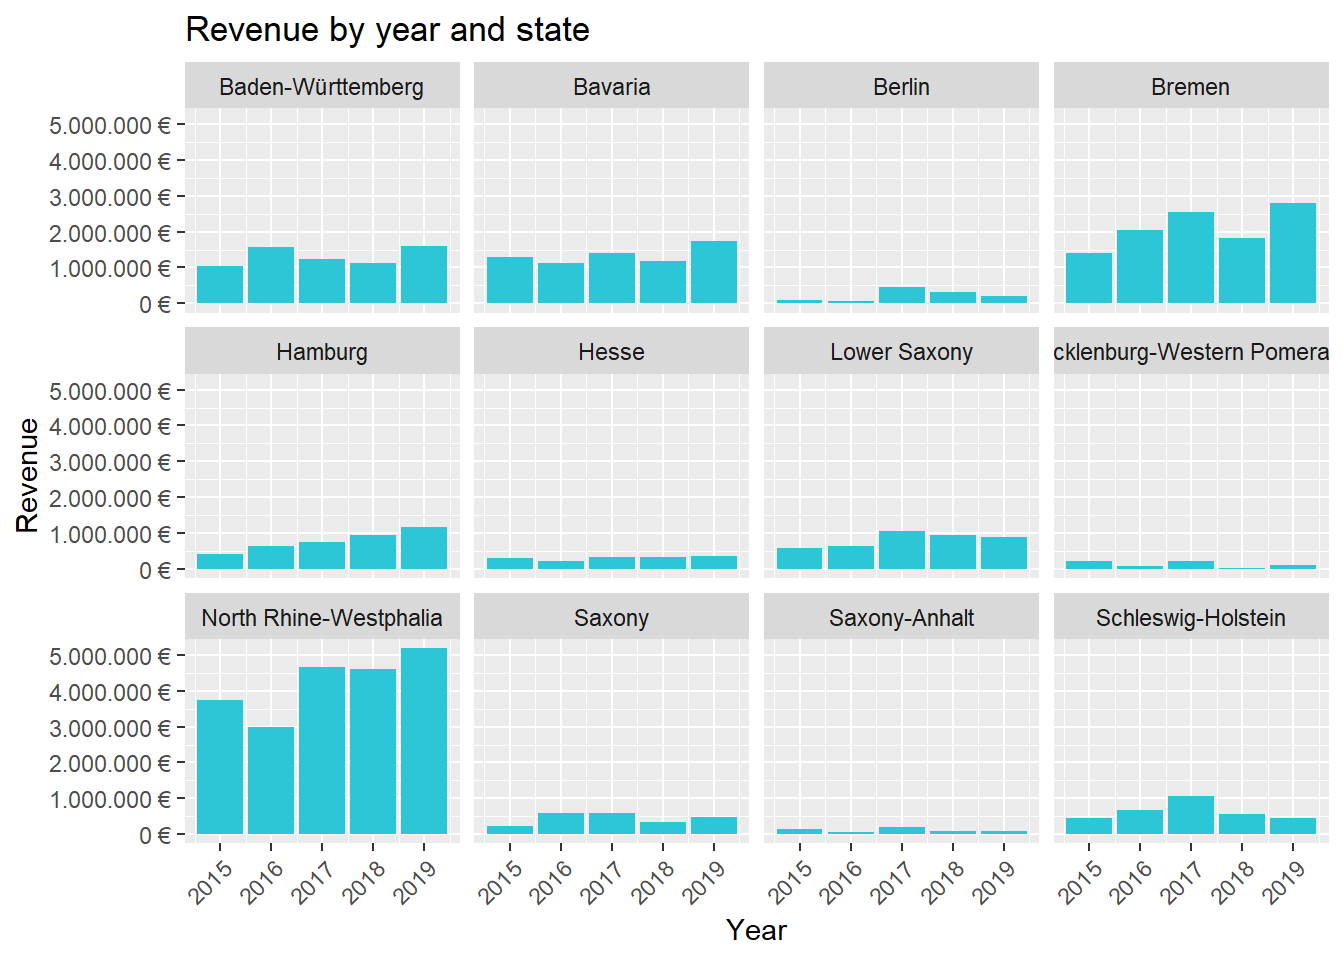 Revenue by year and state
Baden-Württemberg Bavaria Berlin Bremen
5.000.000 €
4.000.000 €
3.000.000 €
2.000.000 €
1.000.000 €
0 €
Hamburg Hesse Lower Saxony cklenburg-Western Pomera
5.000.000 €
4.000.000 €
3.000.000 €
2.000.000 €
1.000.000 €
0 €
Revenue
North Rhine-Westphalia Saxony Saxony-Anhalt Schleswig-Holstein
5.000.000 €
4.000.000 €
3.000.000 €
2.000.000 €
1.000.000 €
0 €
2015 2016 2017 2018 2019 2015 2016 2017 2018 2019 2015 2016 2017 2018 2019 2015 2016 2017 2018 2019
Year